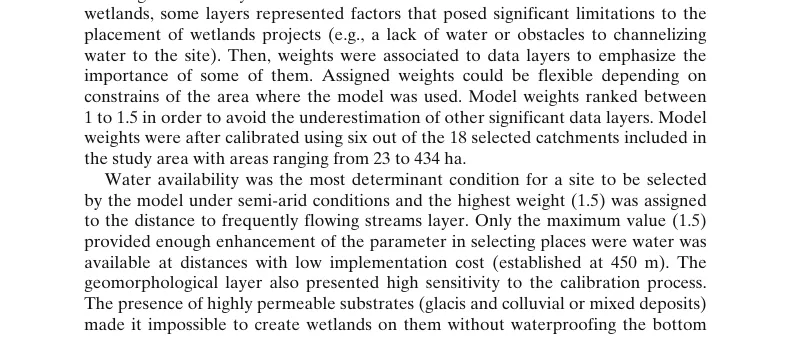 wetlands, some layers represented factors that posed significant limitations to the
placement of wetlands projects (e.g., a lack of water or obstacles to channelizing
water to the site). Then, weights were associated to data layers to emphasize the
importance of some of them. Assigned weights could be flexible depending on
constrains of the area where the model was used. Model weights ranked between
1 to 1.5 in order to avoid the underestimation of other significant data layers. Model
weights were after calibrated using six out of the 18 selected catchments included in
the study area with areas ranging from 23 to 434 ha.
Water availability was the most determinant condition for a site to be selected
by the model under semi-arid conditions and the highest weight (1.5) was assigned
to the distance to frequently flowing streams layer. Only the maximum value (1.5)
provided enough enhancement of the parameter in selecting places were water was
available at distances with low implementation cost (established at 450 m). The
geomorphological layer also presented high sensitivity to the calibration process.
The presence of highly permeable substrates (glacis and colluvial or mixed deposits)
made it impossible to create wetlands on them without waterproofing the bottom